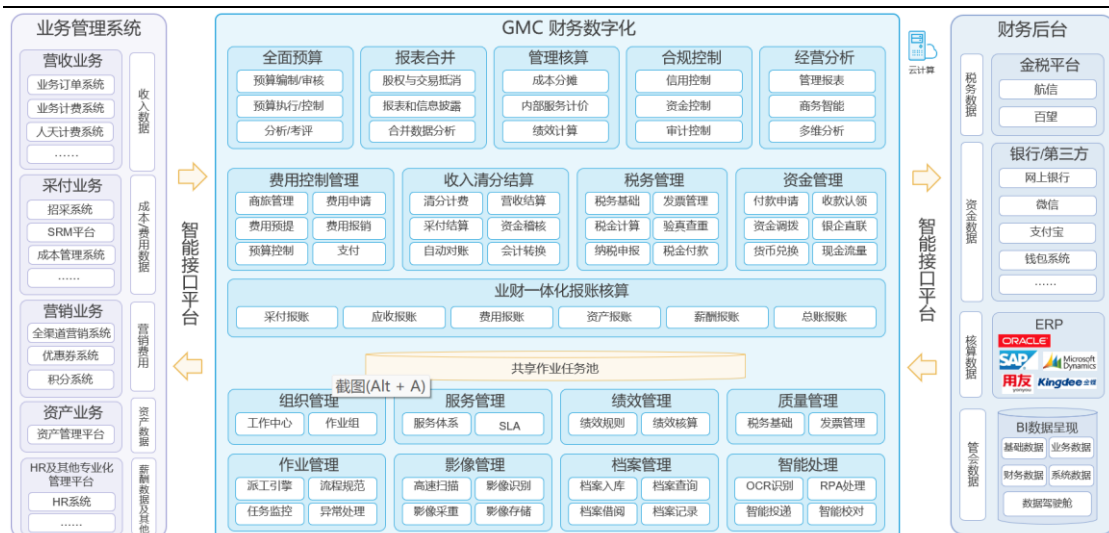 业务管理系统
营收业务
业务订单系统
业务计费系统
人天计费系统
……
收入数据
采付业务
招采系统
SRM平台
成本管理系统
……
成本/费用数据
营销业务
全渠道营销系统
优惠券系统
积分系统
营销费用
资产业务
资产管理平台
资产数据
HR及其他专业化
管理平台
HR系统
……
薪酬数据及其他
智能接口平台
GMC 财务数字化
全面预算
预算编制/审核
预算执行/控制
分析/考评
报表合并
股权与交易抵消
报表和信息披露
合并数据分析
管理核算
成本分摊
内部服务计价
绩效计算
合规控制
信用控制
资金控制
审计控制
经营分析
管理报表
商务智能
多维分析
费用控制管理
商旅管理 费用申请
费用预提 费用报销
预算控制 支付
收入清分结算
清分计费 营收结算
采付结算 资金稽核
自动对账 会计转换
税务管理
税务基础 发票管理
税金计算 验真查重
纳税申报 税金付款
资金管理
付款申请 收款认领
资金调拨 银企直联
货币兑换 现金流量
业财一体化报账核算
采付报账 应收报账 费用报账 资产报账 薪酬报账 总账报账
共享作业任务池
截图(Alt + A)
组织管理
工作中心 作业组
服务管理
服务体系 SLA
绩效管理
绩效规则 绩效核算
质量管理
税务基础 发票管理
作业管理
派工引擎 流程规范
任务监控 异常处理
影像管理
高速扫描 影像识别
影像采重 影像存储
档案管理
档案入库 档案查询
档案借阅 档案记录
智能处理
OCR识别 RPA处理
智能投递 智能校对
云计算
智能接口平台
财务后台
税务数据
金税平台
航信
百望
资金数据
银行/第三方
网上银行
微信
支付宝
钱包系统
……
核算数据
ERP
ORACLE
SAP
Microsoft
Dynamics
用友
yonyou
Kingdee 金蝶
管会数据
BI数据呈现
基础数据 业务数据
财务数据 系统数据
数据驾驶舱